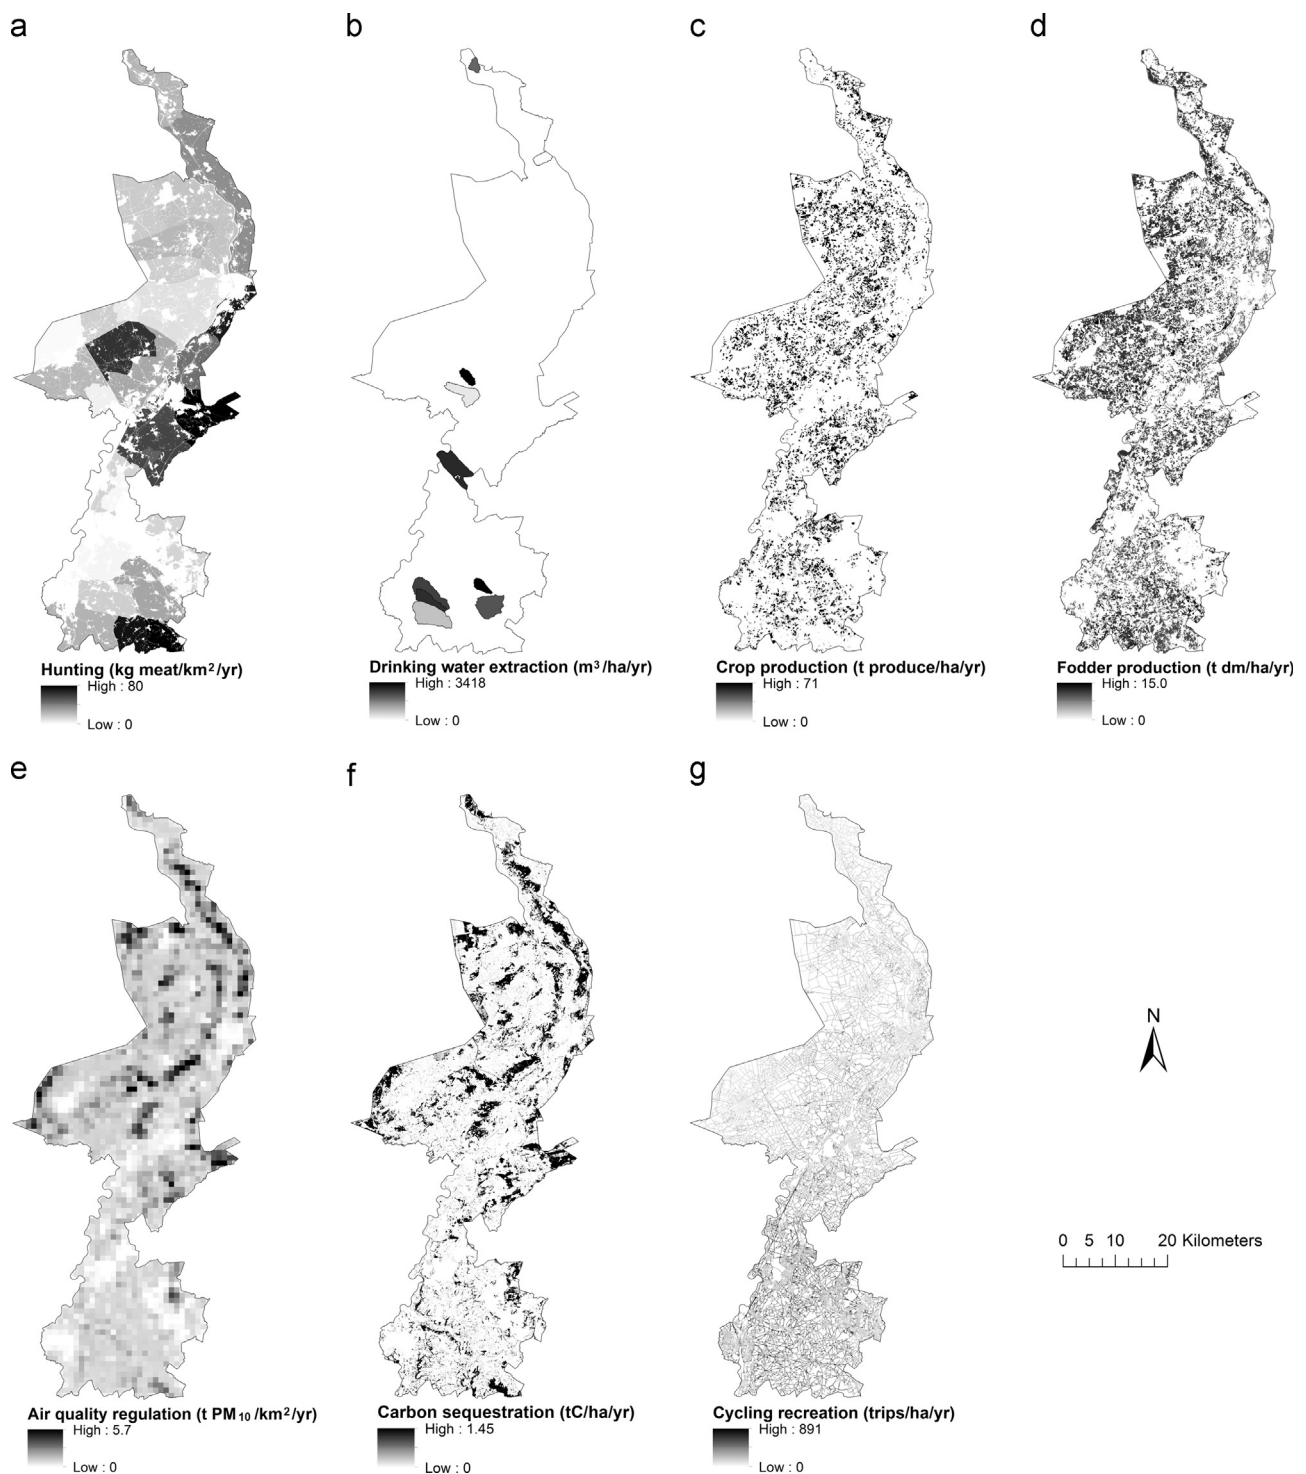 a
b
c
d
Hunting (kg meat/km²/yr)
High : 80
Low : 0
Drinking water extraction (m³/ha/yr)
High : 3418
Low : 0
Crop production (t produce/ha/yr)
High : 71
Low : 0
Fodder production (t dm/ha/yr)
High : 15.0
Low : 0
e
f
g
N
0 5 10 20 Kilometers
Air quality regulation (t PM₁₀/km²/yr)
High : 5.7
Low : 0
Carbon sequestration (tC/ha/yr)
High : 1.45
Low : 0
Cycling recreation (trips/ha/yr)
High : 891
Low : 0